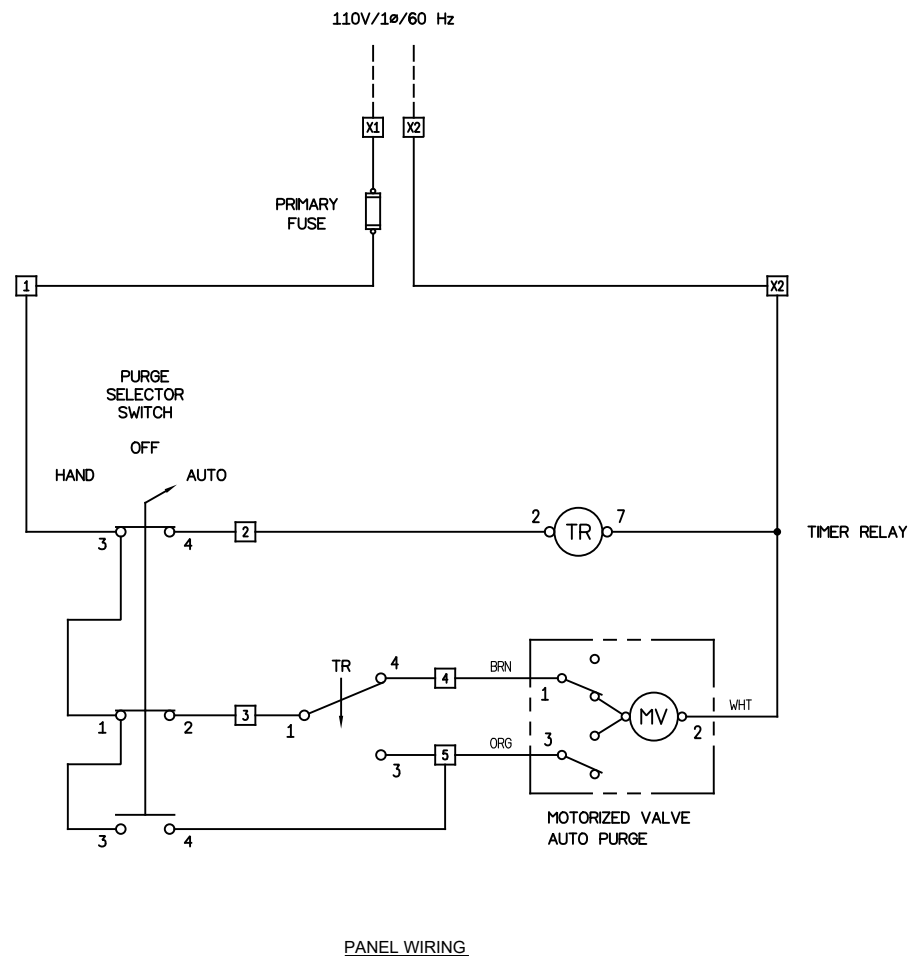 110V/1ø/60 Hz
X1
X2
PRIMARY
FUSE
1
X2
PURGE
SELECTOR
SWITCH
OFF
HAND
AUTO
3
4
2
2
TR
7
TIMER RELAY
TR
4
4
BRN
1
1
2
3
1
MV
2
WHT
3
5
ORG
3
3
4
MOTORIZED VALVE
AUTO PURGE
PANEL WIRING